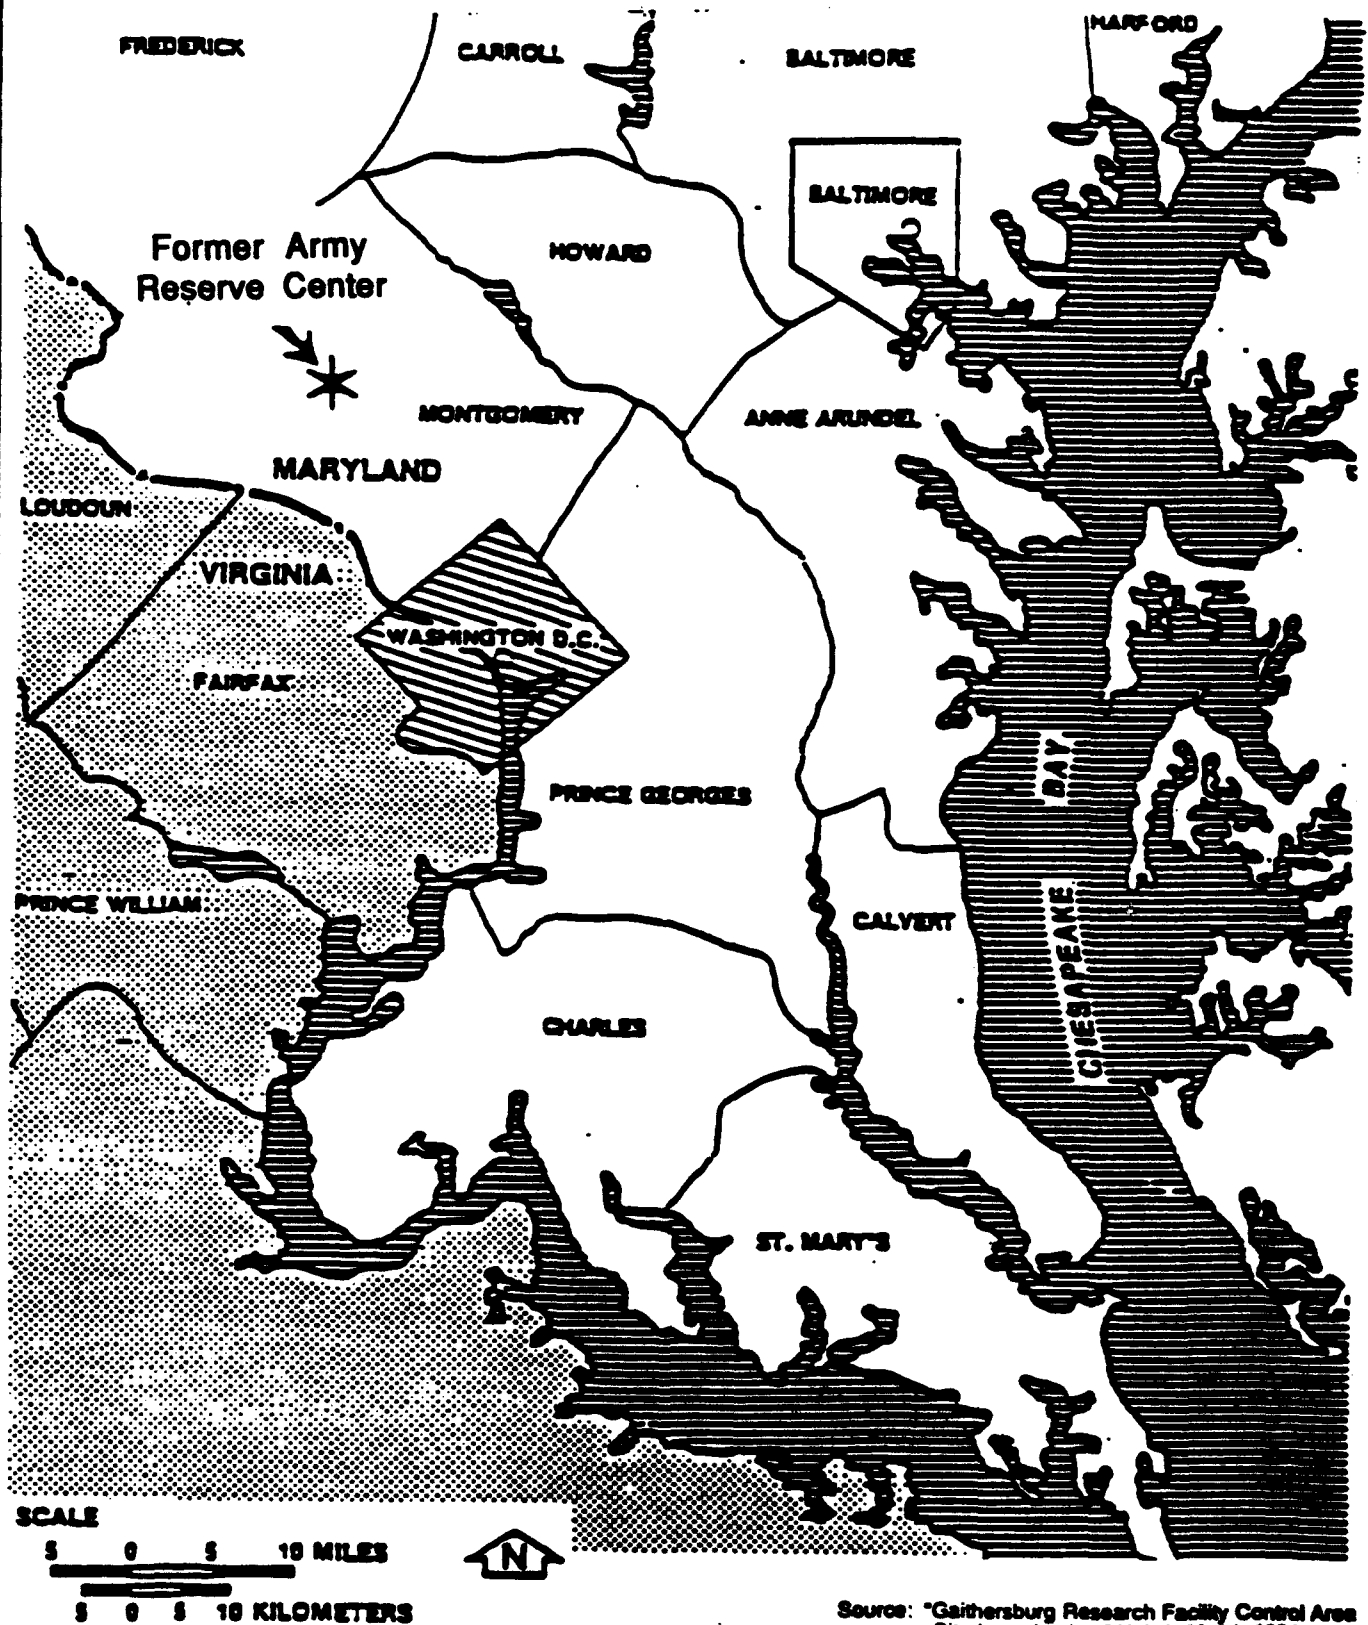 FREDERICK
CARROLL
BALTIMORE
HARFORD
BALTIMORE
HOWARD
Former Army
Reserve Center
MONTGOMERY
ANNE ARUNDEL
MARYLAND
LOUDOUN
VIRGINIA
WASHINGTON D.C.
FAIRFAX
PRINCE GEORGES
CHESAPEAKE BAY
PRINCE WILLIAM
CALVERT
CHARLES
ST. MARY'S
SCALE
5 0 5 10 MILES
N
5 0 5 10 KILOMETERS
Source: "Gaithersburg Research Facility Control Area